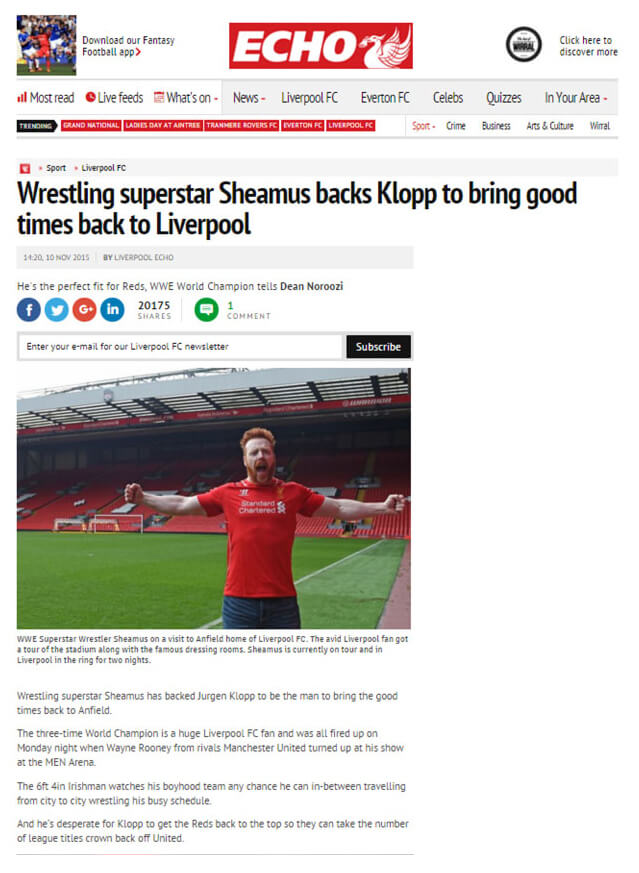 Download our Fantasy
Football app>
ECHO
WIRRAL
Click here to
discover more
Most read Live feeds What's on News Liverpool FC Everton FC Celebs Quizzes In Your Area
TRENDING GRAND NATIONAL LADIES DAY AT AINTREE TRANMERE ROVERS FC EVERTON FC LIVERPOOL FC Sport Crime Business Arts & Culture Wirral
Sport Liverpool FC
Wrestling superstar Sheamus backs Klopp to bring good
times back to Liverpool
14:20, 10 NOV 2015 BY LIVERPOOL ECHO
He's the perfect fit for Reds, WWE World Champion tells Dean Noroozi
f G+ in 20175 SHARES 1 COMMENT
Enter your e-mail for our Liverpool FC newsletter Subscribe
Standard
Chartered
WWE Superstar Wrestler Sheamus on a visit to Anfield home of Liverpool FC. The avid Liverpool fan got
a tour of the stadium along with the famous dressing rooms. Sheamus is currently on tour and in
Liverpool in the ring for two nights.
Wrestling superstar Sheamus has backed Jurgen Klopp to be the man to bring the good
times back to Anfield.
The three-time World Champion is a huge Liverpool FC fan and was all fired up on
Monday night when Wayne Rooney from rivals Manchester United turned up at his show
at the MEN Arena.
The 6ft 4in Irishman watches his boyhood team any chance he can in-between travelling
from city to city wrestling his busy schedule.
And he's desperate for Klopp to get the Reds back to the top so they can take the number
of league titles crown back off United.